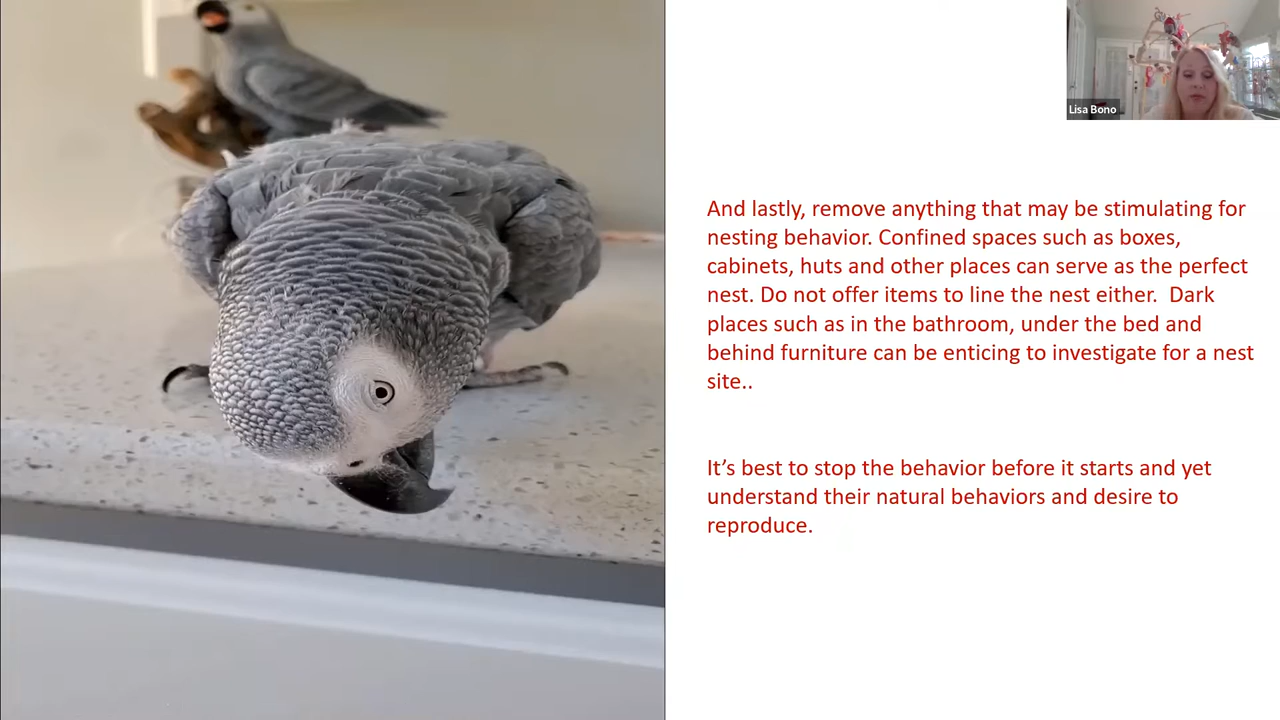 Lisa Bono
And lastly, remove anything that may be stimulating for
nesting behavior. Confined spaces such as boxes,
cabinets, huts and other places can serve as the perfect
nest. Do not offer items to line the nest either.  Dark
places such as in the bathroom, under the bed and
behind furniture can be enticing to investigate for a nest
site..
It’s best to stop the behavior before it starts and yet
understand their natural behaviors and desire to
reproduce.